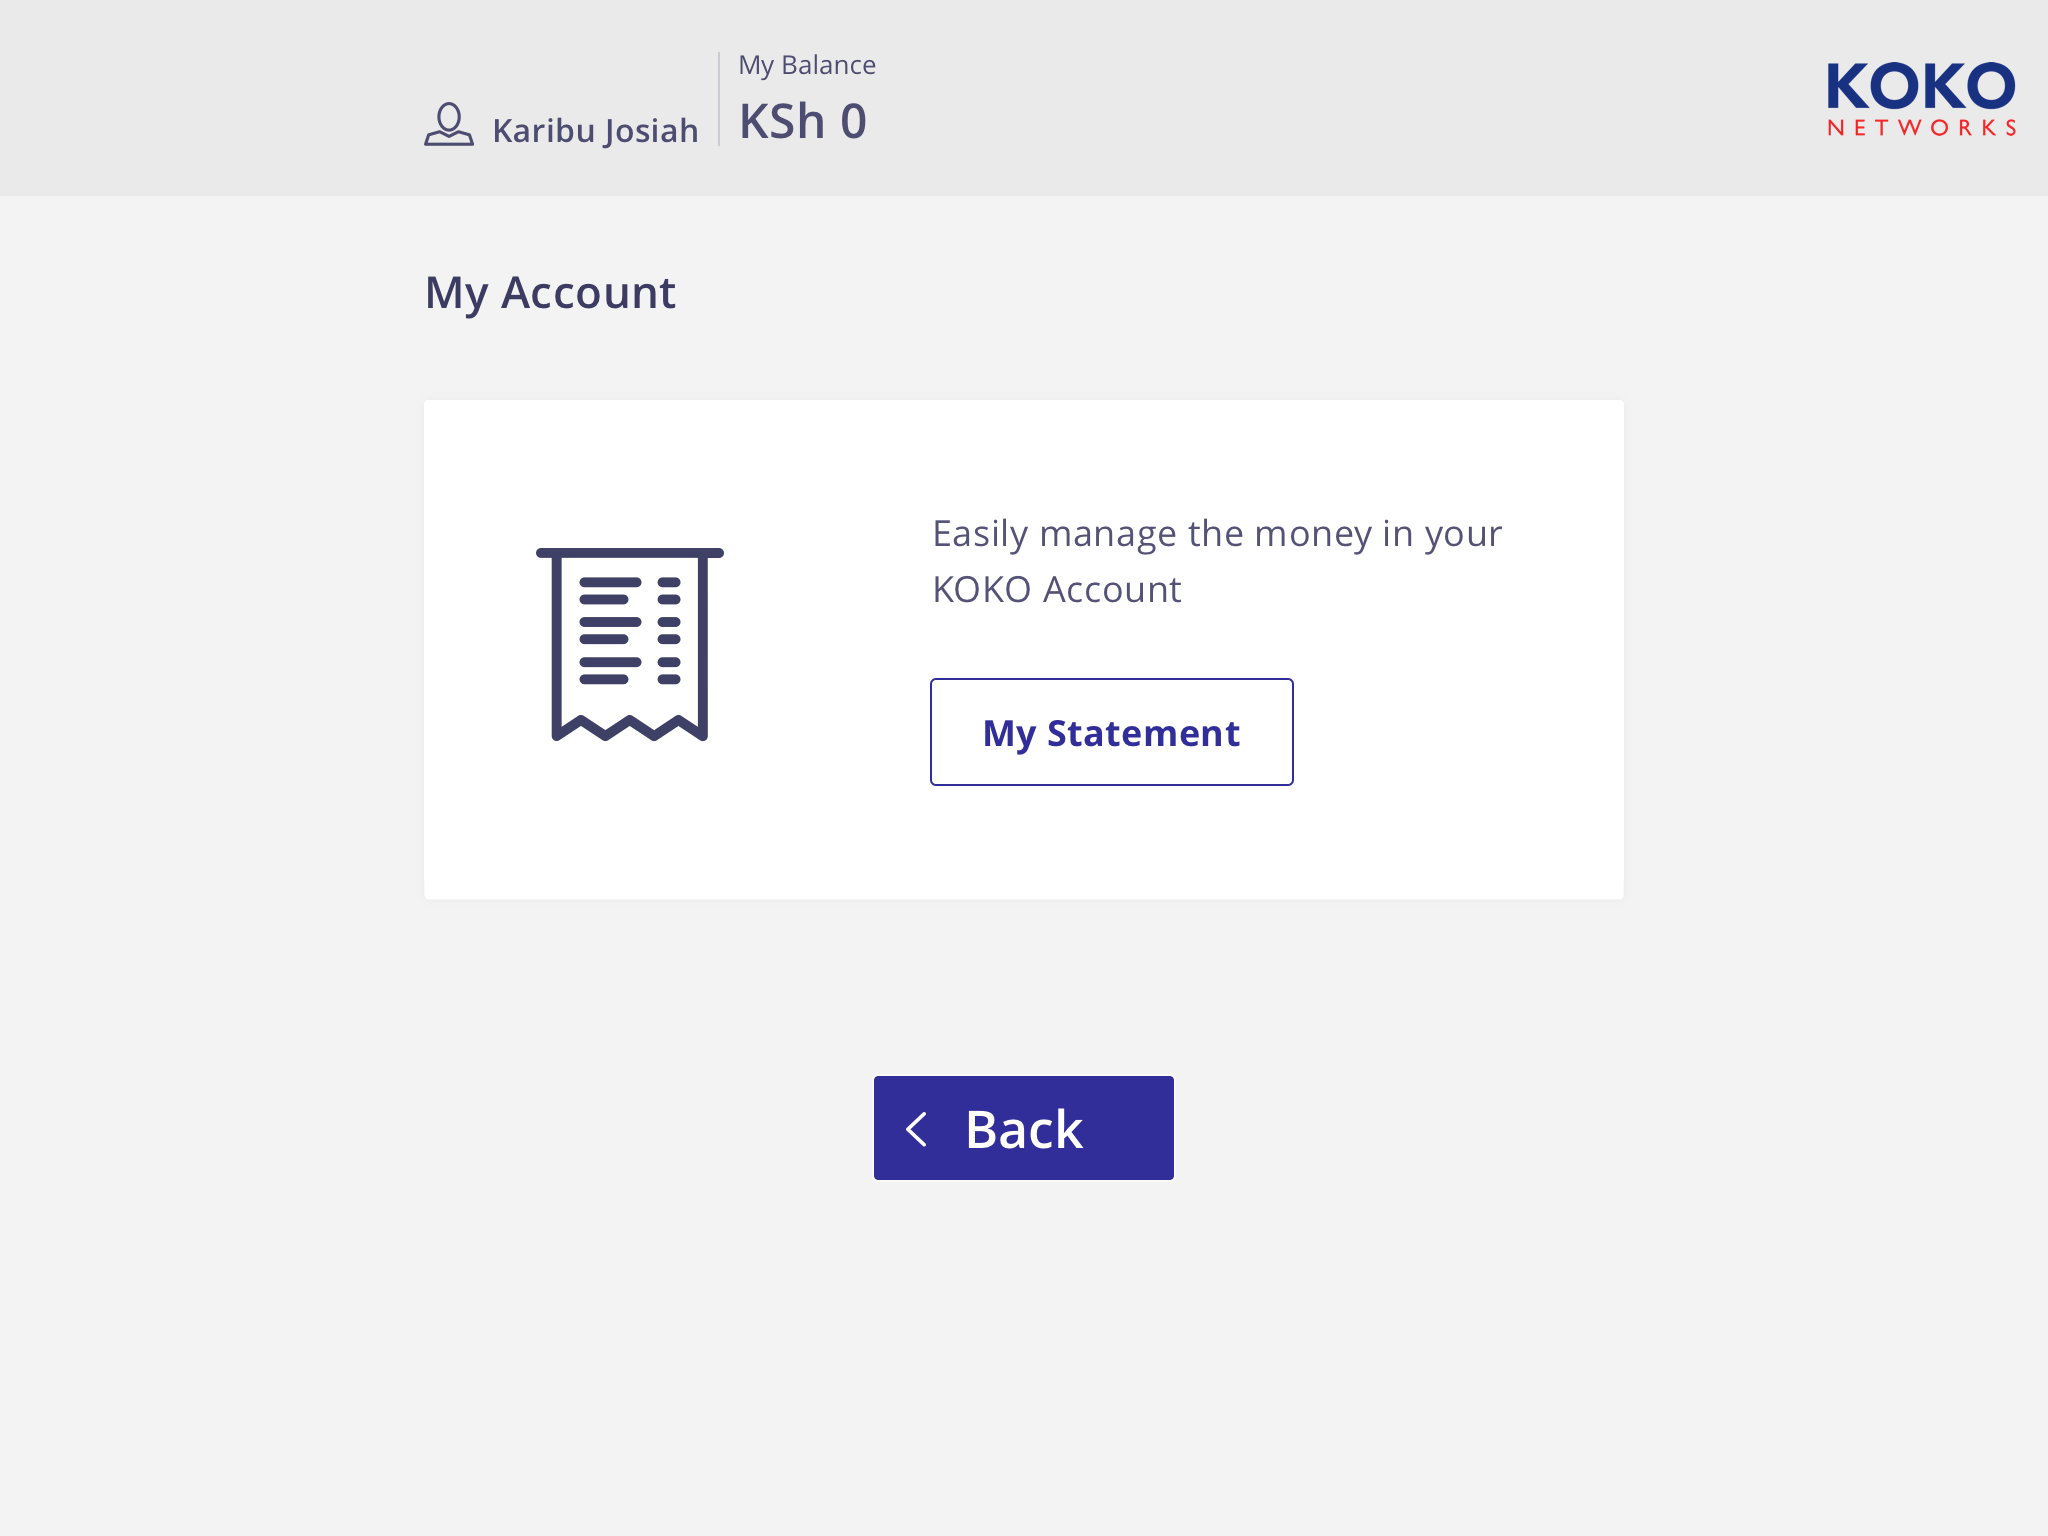 Karibu Josiah
My Balance
KSh 0
KOKO
NETWORKS
My Account
Easily manage the money in your
KOKO Account
My Statement
Back